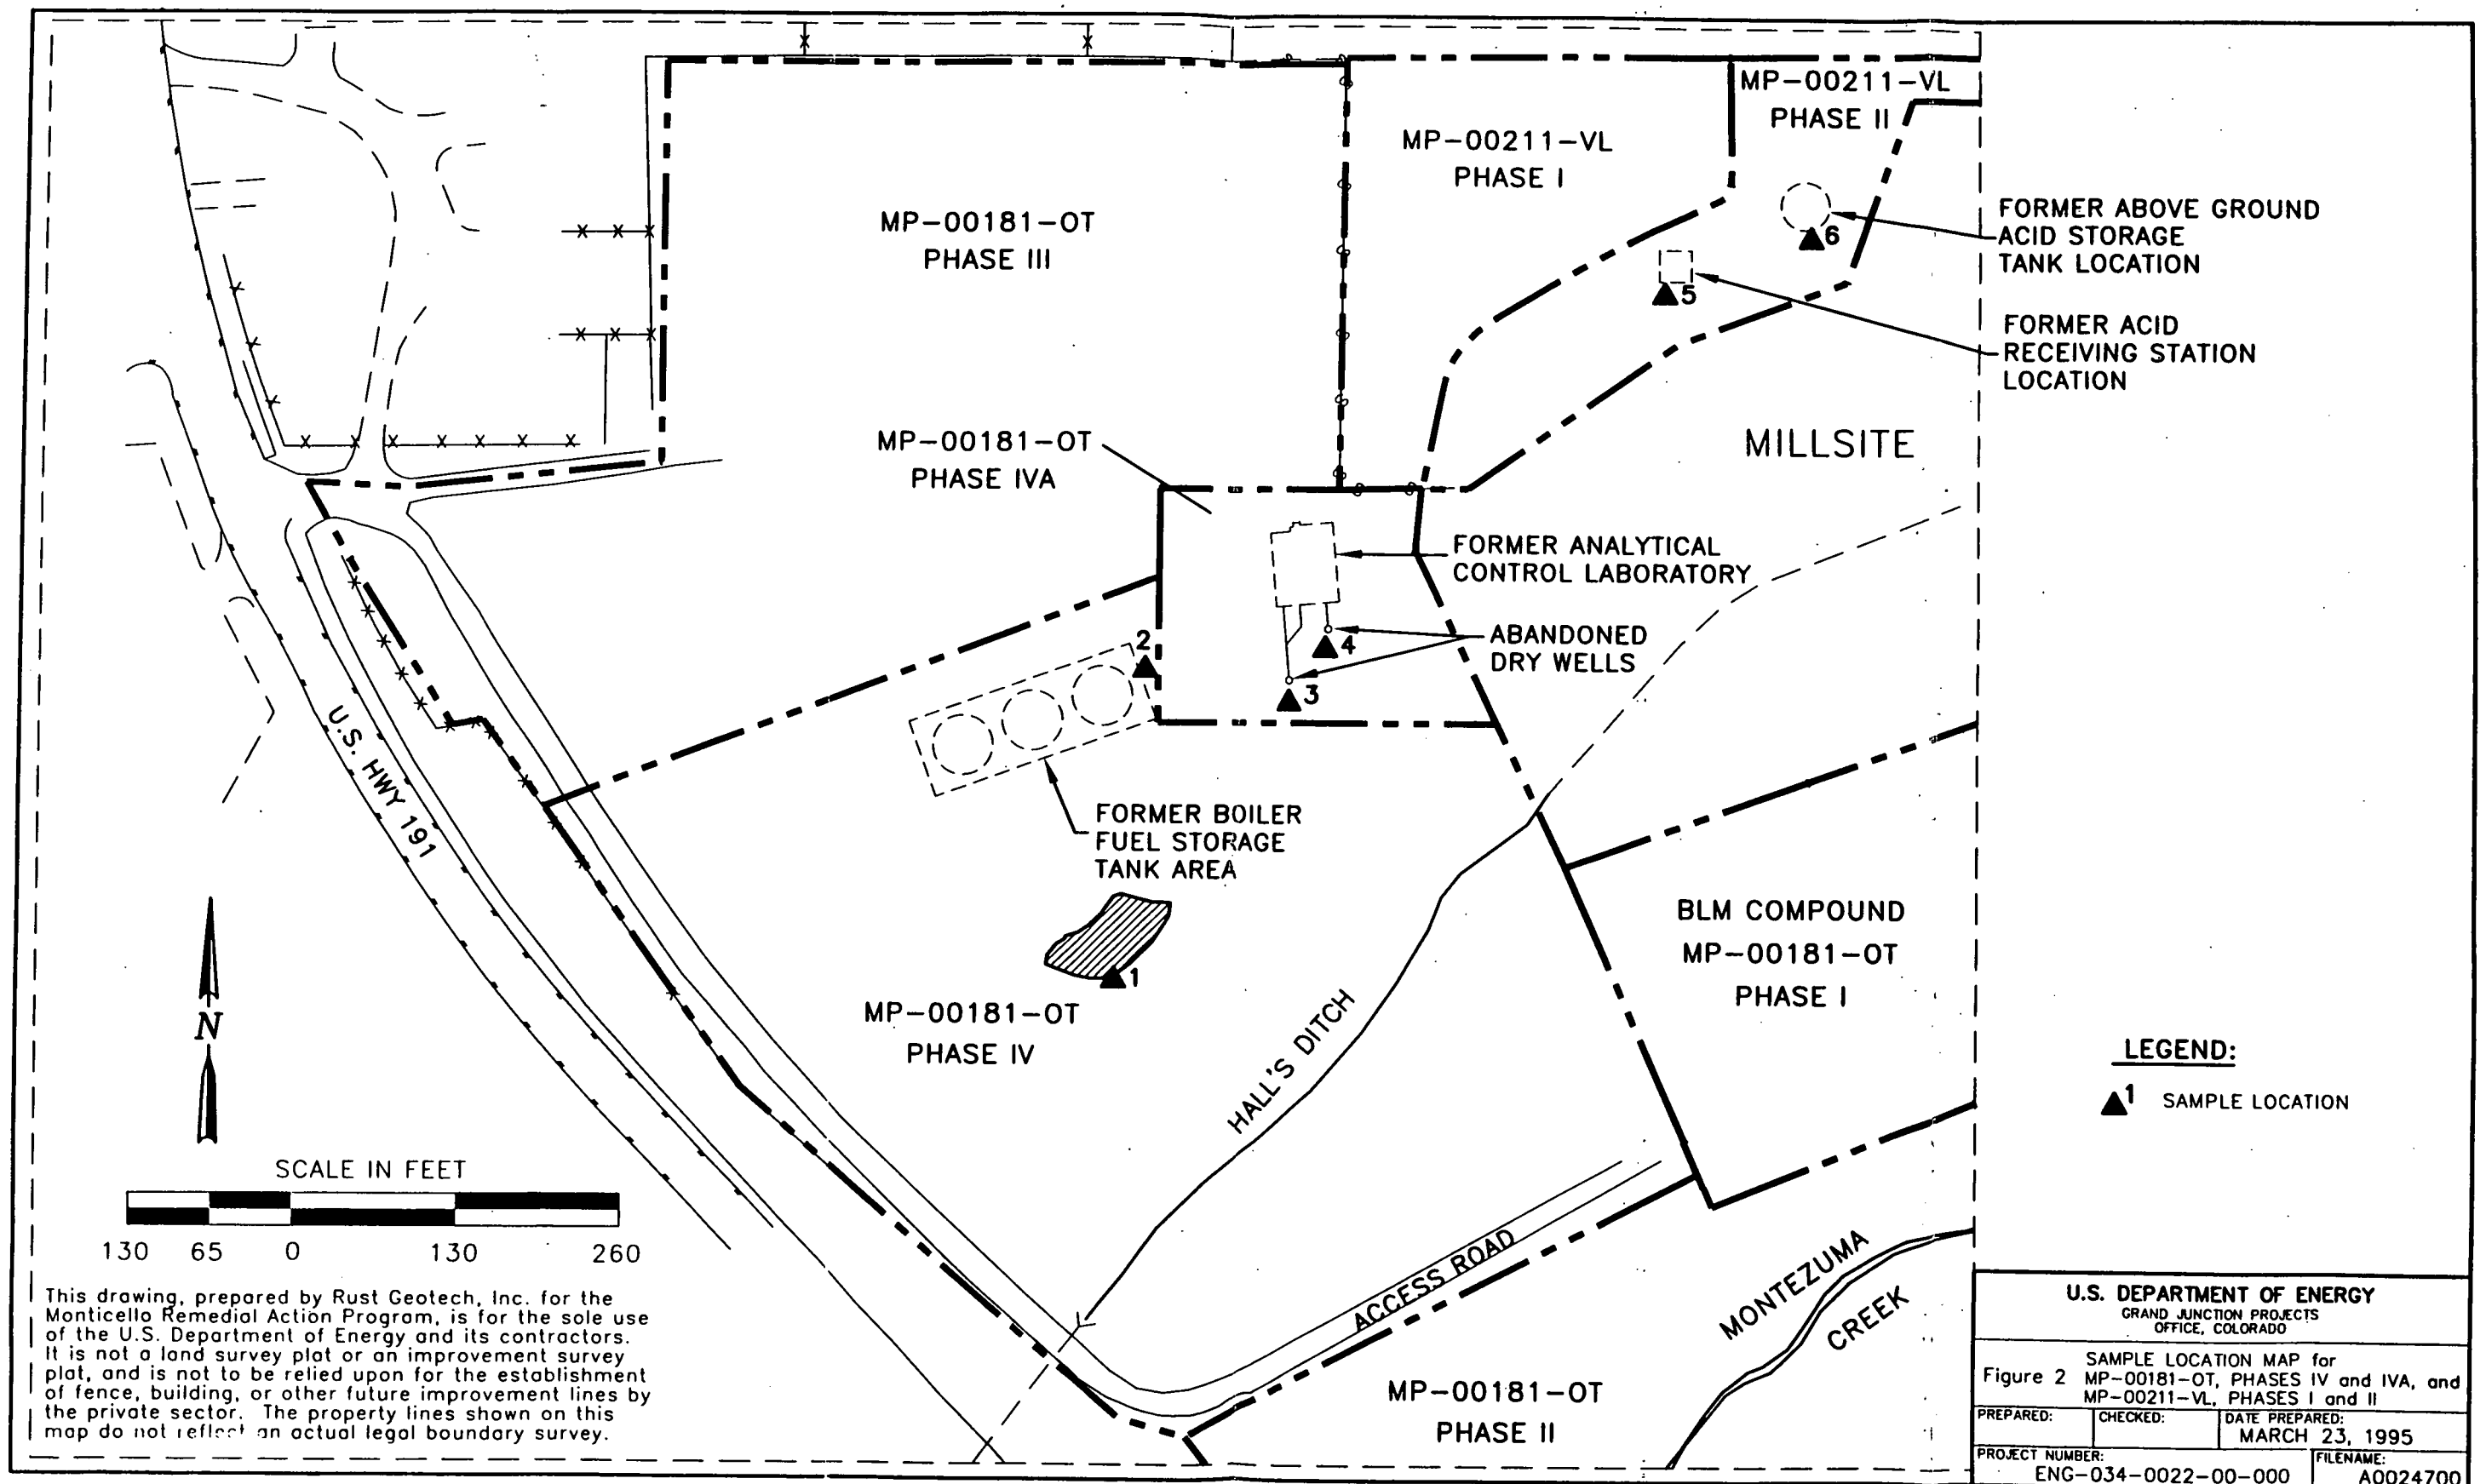 MP-00211-VL
PHASE II
MP-00211-VL
PHASE I
MP-00181-OT
PHASE III
6
FORMER ABOVE GROUND
ACID STORAGE
TANK LOCATION
5
FORMER ACID
RECEIVING STATION
LOCATION
MP-00181-OT
PHASE IVA
MILLSITE
FORMER ANALYTICAL
CONTROL LABORATORY
2
4
ABANDONED
DRY WELLS
3
U.S. HWY 191
FORMER BOILER
FUEL STORAGE
TANK AREA
BLM COMPOUND
MP-00181-OT
PHASE I
1
MP-00181-OT
PHASE IV
HALL'S DITCH
N
LEGEND:
1 SAMPLE LOCATION
SCALE IN FEET
130 65 0 130 260
ACCESS ROAD
MONTEZUMA
CREEK
MP-00181-OT
PHASE II
This drawing, prepared by Rust Geotech, Inc. for the
Monticello Remedial Action Program, is for the sole use
of the U.S. Department of Energy and its contractors.
It is not a land survey plat or an improvement survey
plat, and is not to be relied upon for the establishment
of fence, building, or other future improvement lines by
the private sector. The property lines shown on this
map do not reflect an actual legal boundary survey.
U.S. DEPARTMENT OF ENERGY
GRAND JUNCTION PROJECTS
OFFICE, COLORADO
Figure 2
SAMPLE LOCATION MAP for
MP-00181-OT, PHASES IV and IVA, and
MP-00211-VL, PHASES I and II
PREPARED:
CHECKED:
DATE PREPARED:
MARCH 23, 1995
PROJECT NUMBER:
ENG-034-0022-00-000
FILENAME:
A0024700